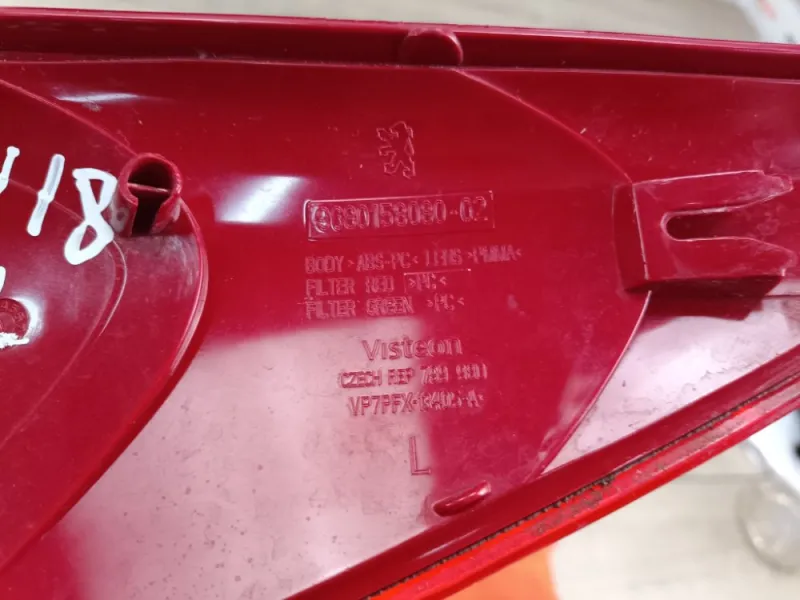 118
9680158080-02
BODY >ABS-PC< LENS >PMMA<
FILTER RED >PC<
FILTER GREEN >PC<
Visteon
CZECH REP
L